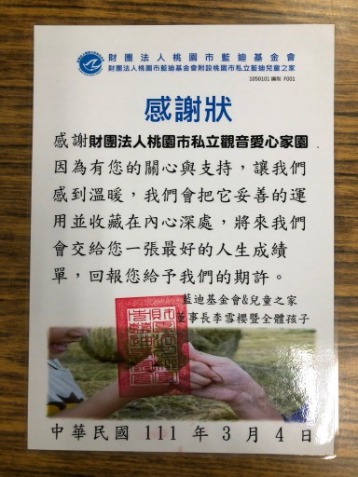 財團法人桃園市藍迪基金會
財團法人桃園市藍迪基金會附設桃園市私立藍迪兒童之家
1050101 製 F001
感謝狀
感謝財團法人桃園市私立觀音愛心家園
因為有您的關心與支持，讓我們
感到溫暖，我們會把它妥善的運
用並收藏在內心深處，將來我們
會交給您一張最好的人生成績
單，回報您給予我們的期許。
藍迪基金會&兒童之家
董事長李雪櫻暨全體孩子
中華民國 111 年 3 月 4 日